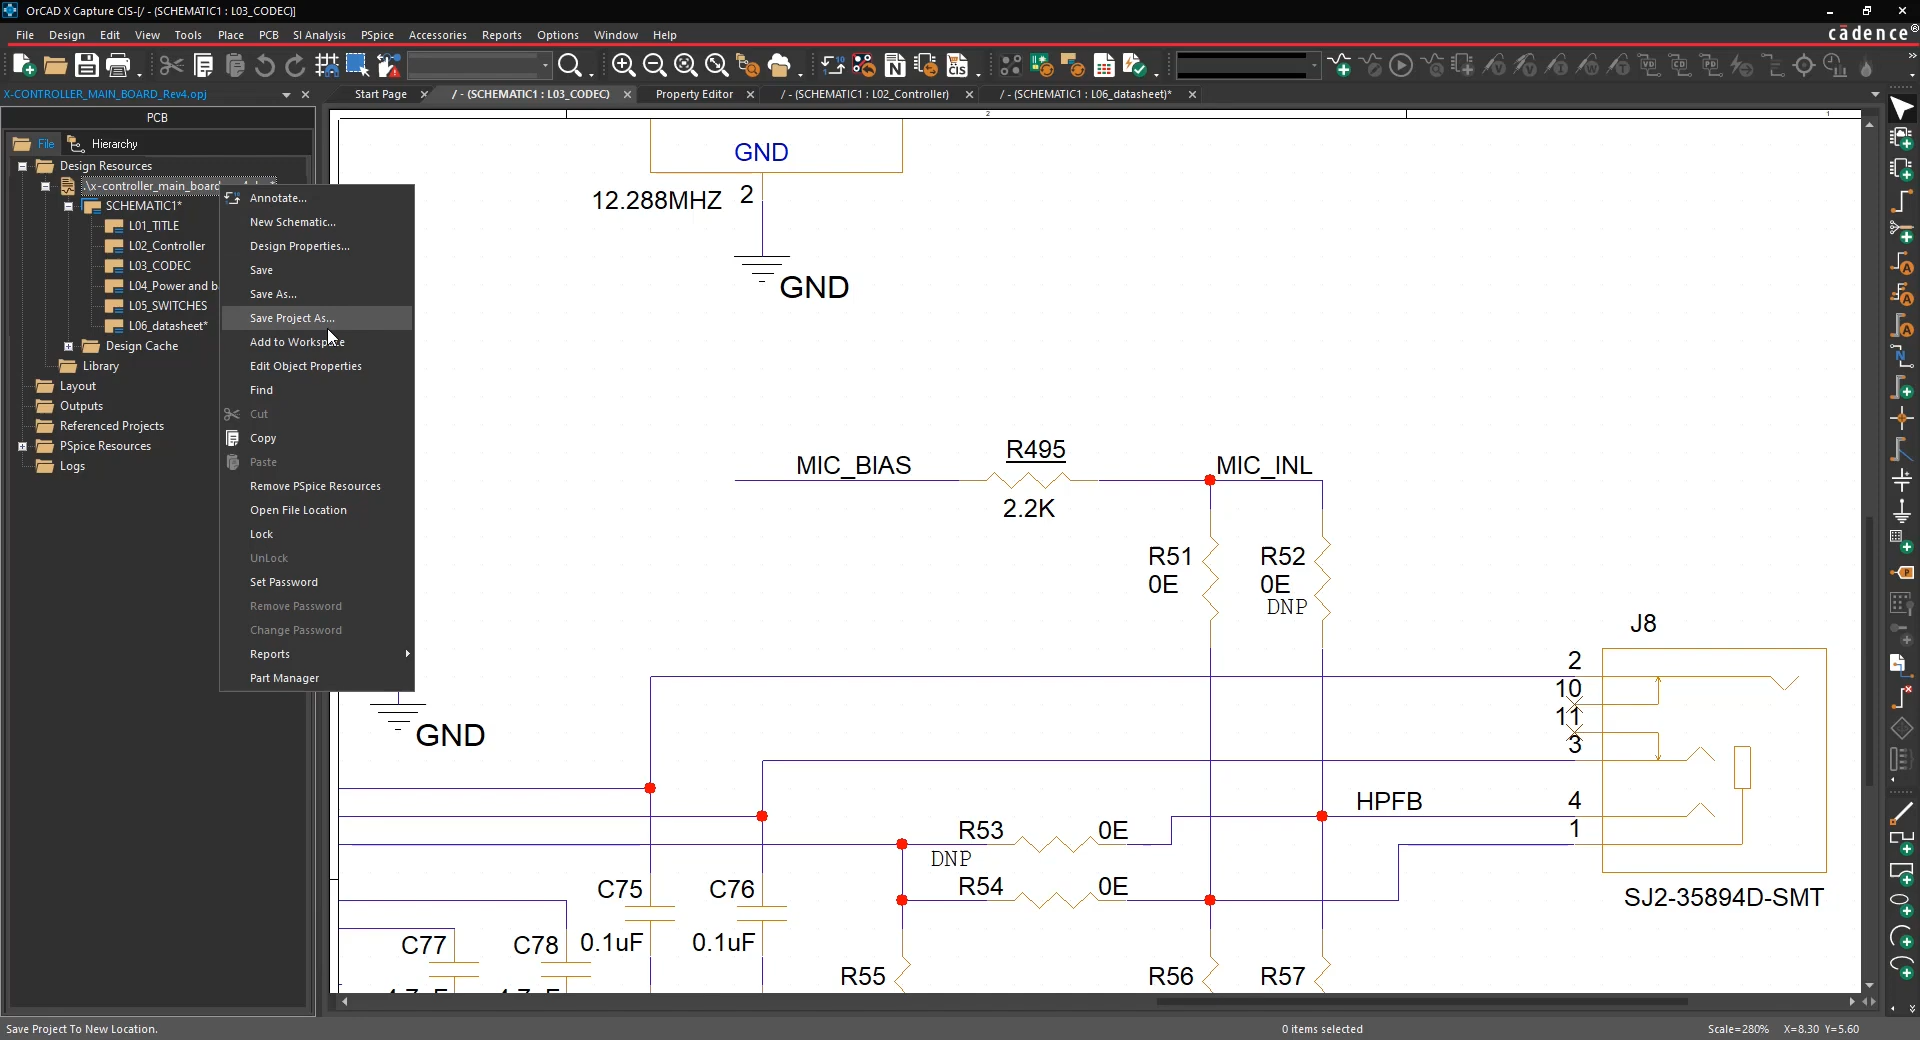 OrCAD X Capture CIS-[/ - (SCHEMATIC1 : L03_CODEC)]
File Design Edit View Tools Place PCB SI Analysis PSpice Accessories Reports Options Window Help
cādence®
X-CONTROLLER_MAIN_BOARD_Rev4.opj
Start Page / - (SCHEMATIC1 : L03_CODEC) Property Editor / - (SCHEMATIC1 : L02_Controller) / - (SCHEMATIC1 : L06_datasheet)*
PCB
File Hierarchy
Design Resources
.\x-controller_main_board
SCHEMATIC1*
L01_TITLE
L02_Controller
L03_CODEC
L04_Power and b
L05_SWITCHES
L06_datasheet*
Design Cache
Library
Layout
Outputs
Referenced Projects
PSpice Resources
Logs
Annotate...
New Schematic...
Design Properties...
Save
Save As...
Save Project As...
Add to Workspace
Edit Object Properties
Find
Cut
Copy
Paste
Remove PSpice Resources
Open File Location
Lock
UnLock
Set Password
Remove Password
Change Password
Reports
Part Manager
2
1
GND
12.288MHZ 2
GND
MIC_BIAS R495 MIC_INL
2.2K
R51 R52
0E 0E
DNP
J8
2
10
11
3
GND
HPFB 4
1
R53 0E
DNP
R54 0E
SJ2-35894D-SMT
C75 C76
0.1uF 0.1uF
C77 C78
R55 R56 R57
Save Project To New Location.
0 items selected
Scale=280% X=8.30 Y=5.60